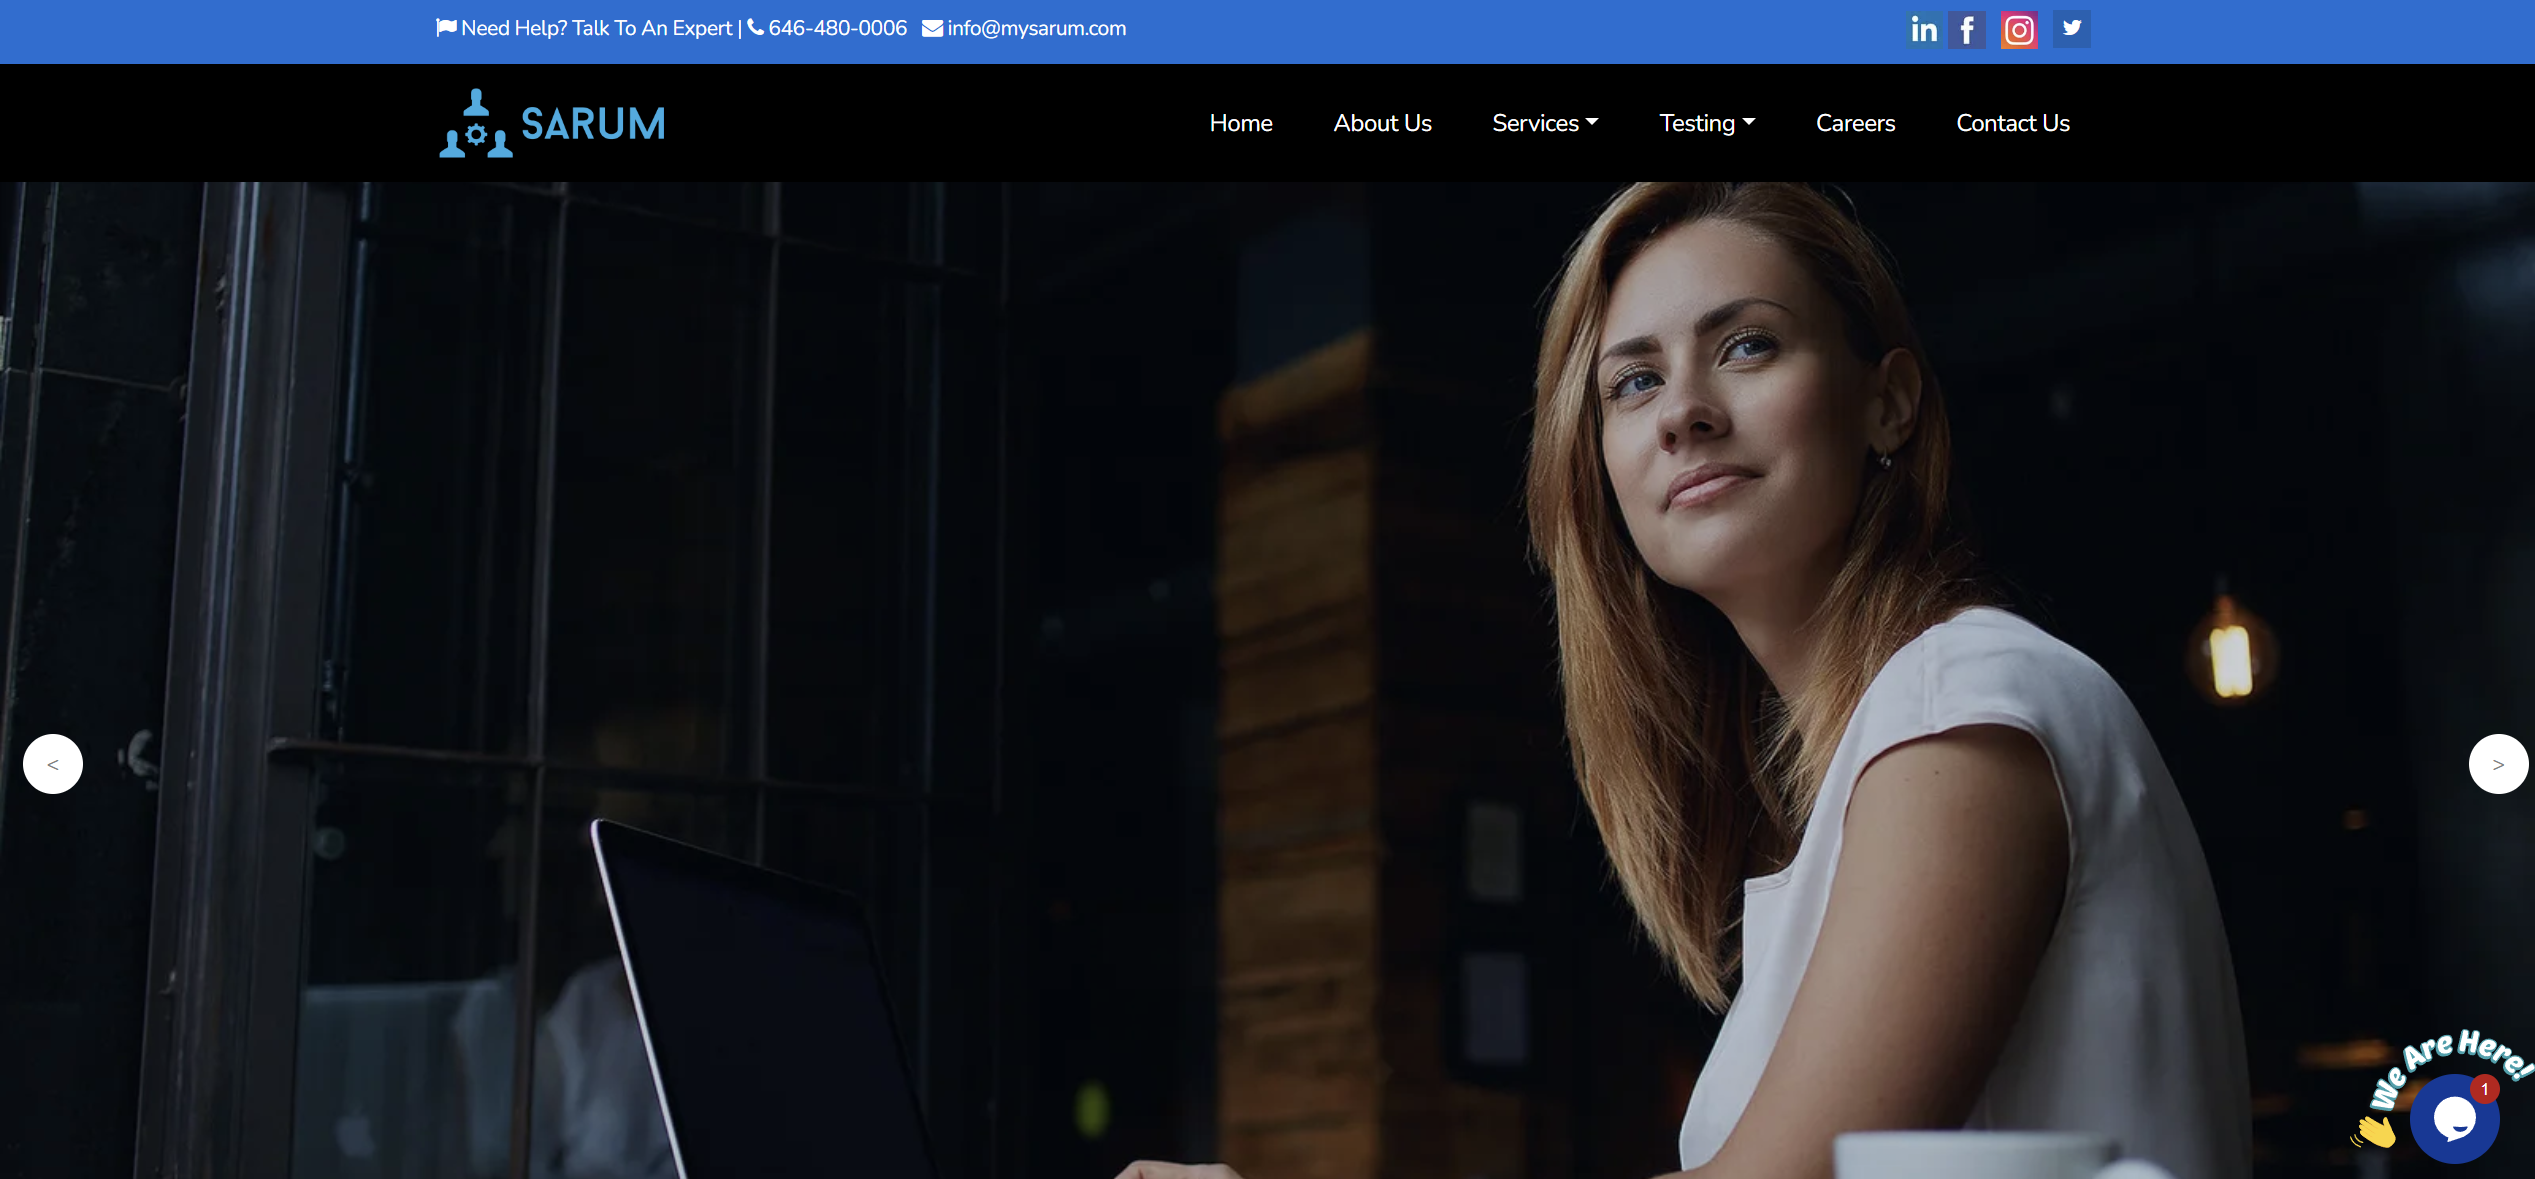 Need Help? Talk To An Expert | 646-480-0006 info@mysarum.com
in f
SARUM
Home About Us Services Testing Careers Contact Us
< >
We Are Here!
1